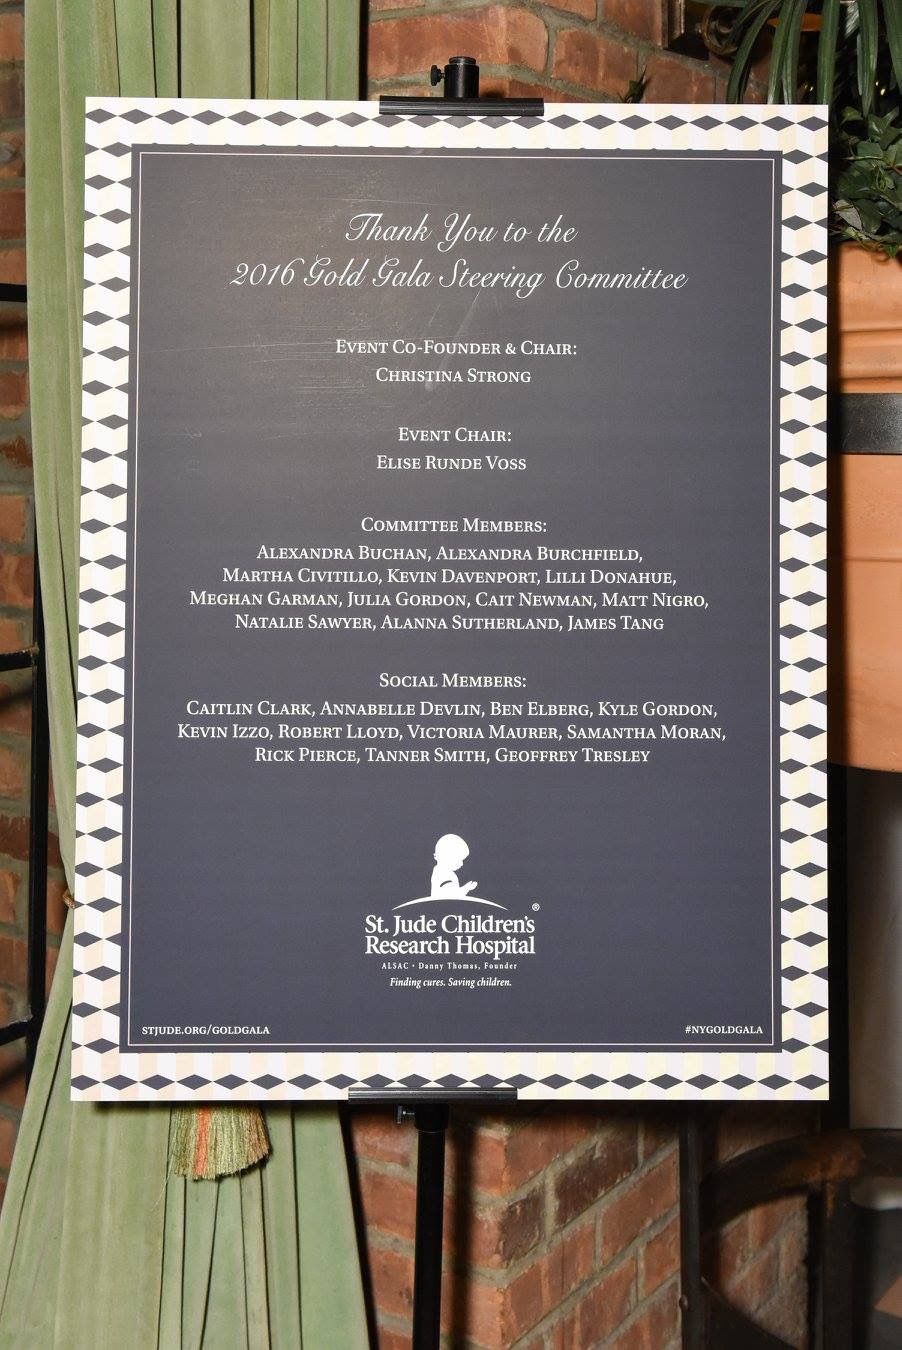 Thank You to the
2016 Gold Gala Steering Committee
Event Co-Founder & Chair:
Christina Strong
Event Chair:
Elise Runde Voss
Committee Members:
Alexandra Buchan, Alexandra Burchfield,
Martha Civitillo, Kevin Davenport, Lilli Donahue,
Meghan Garman, Julia Gordon, Cait Newman, Matt Nigro,
Natalie Sawyer, Alanna Sutherland, James Tang
Social Members:
Caitlin Clark, Annabelle Devlin, Ben Elberg, Kyle Gordon,
Kevin Izzo, Robert Lloyd, Victoria Maurer, Samantha Moran,
Rick Pierce, Tanner Smith, Geoffrey Tresley
St. Jude Children's ®
Research Hospital
ALSAC • Danny Thomas, Founder
Finding cures. Saving children.
stjude.org/goldgala
#NYGOLDGALA